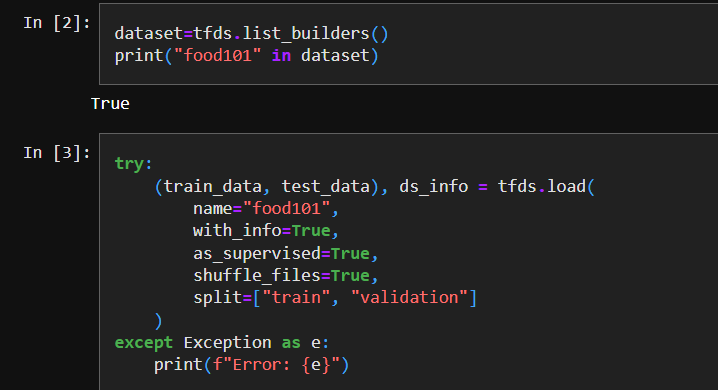 In [2]:
dataset=tfds.list_builders()
print("food101" in dataset)
True
In [3]:
try:
    (train_data, test_data), ds_info = tfds.load(
        name="food101",
        with_info=True,
        as_supervised=True,
        shuffle_files=True,
        split=["train", "validation"]
    )
except Exception as e:
    print(f"Error: {e}")